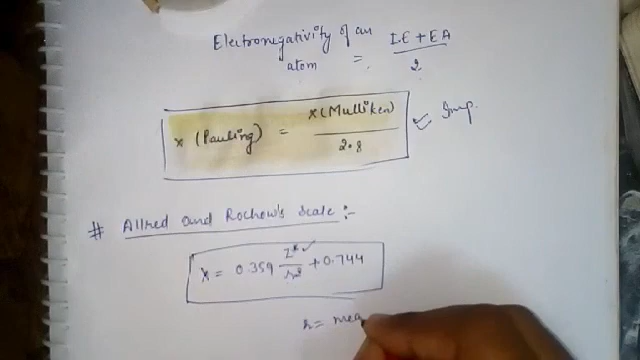 Electronegativity of an
atom = I.E + EA / 2
x (Pauling) = x (Mulliken) / 2.8 ✓ Imp.
# Allred and Rochow's Scale :-
x = 0.359 Z* / r² + 0.744 ✓
r = mea